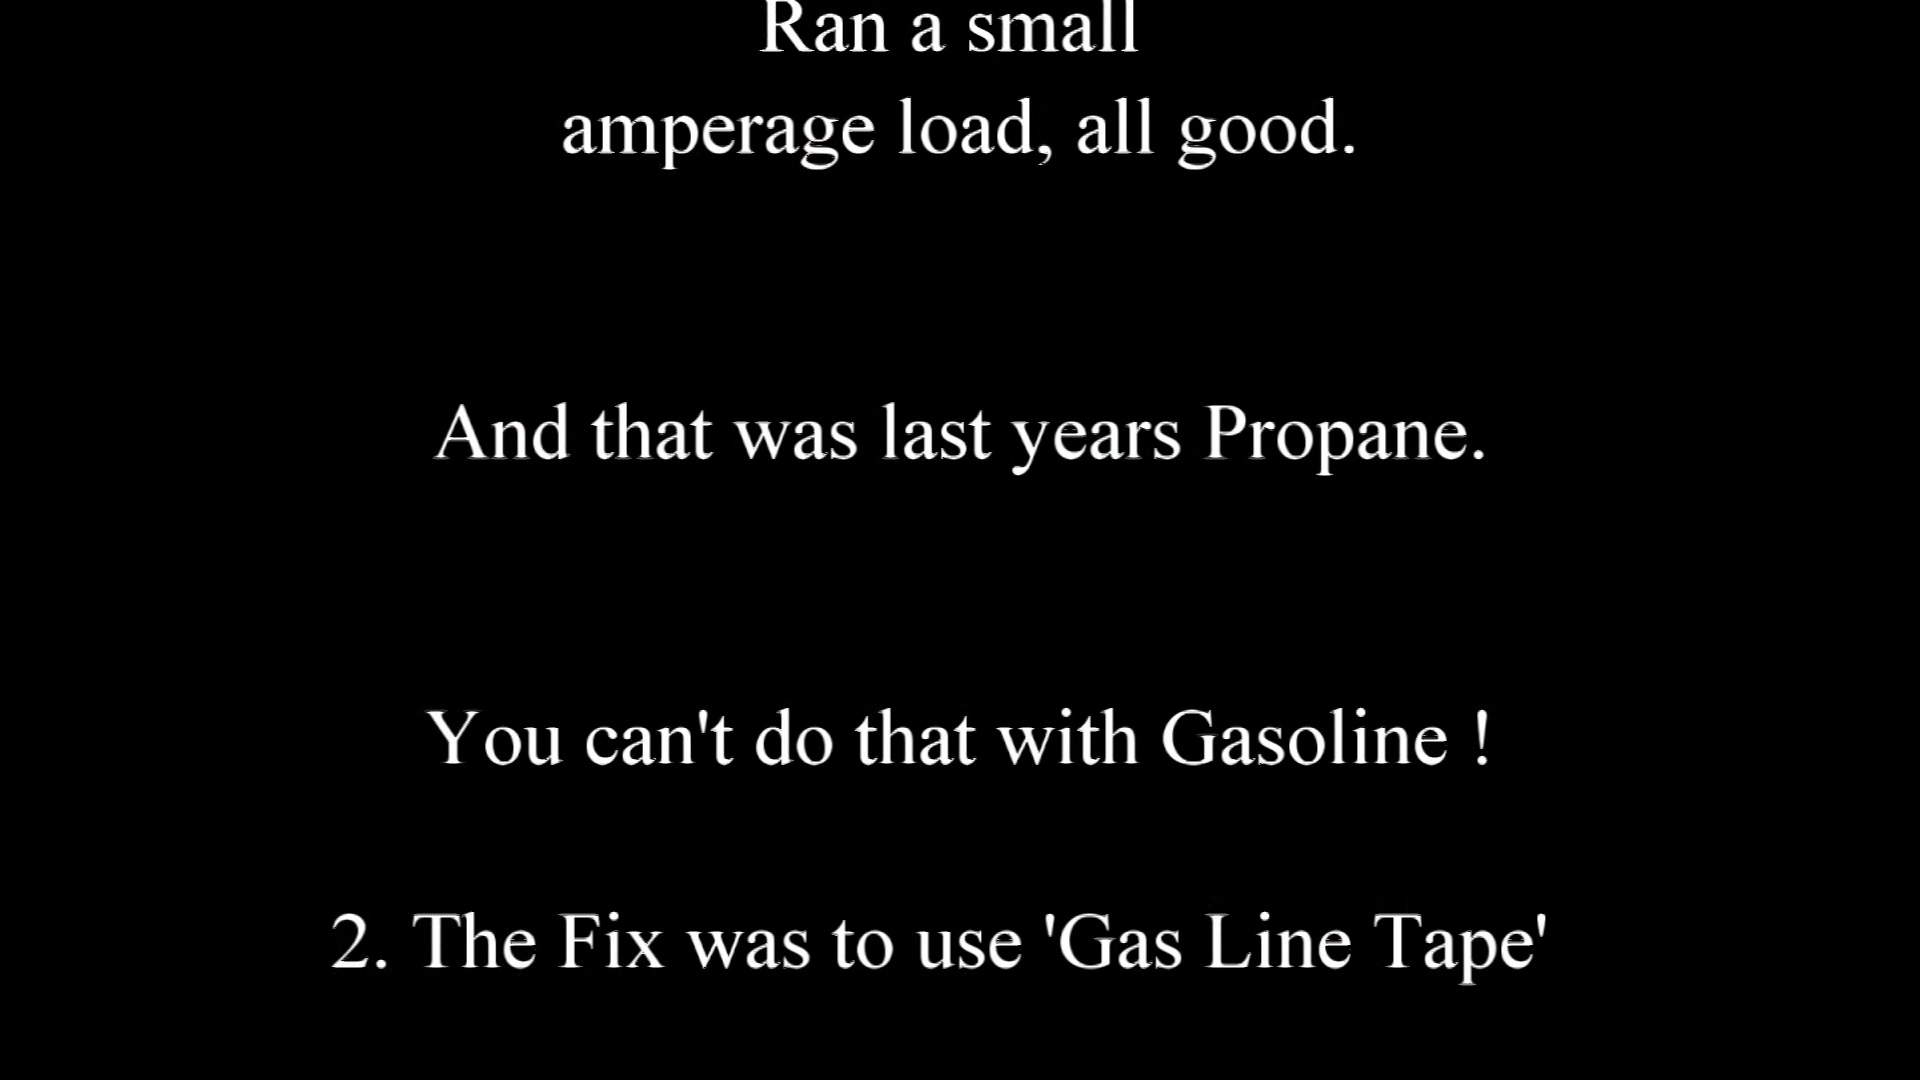 Ran a small
amperage load, all good.
And that was last years Propane.
You can't do that with Gasoline !
2. The Fix was to use 'Gas Line Tape'